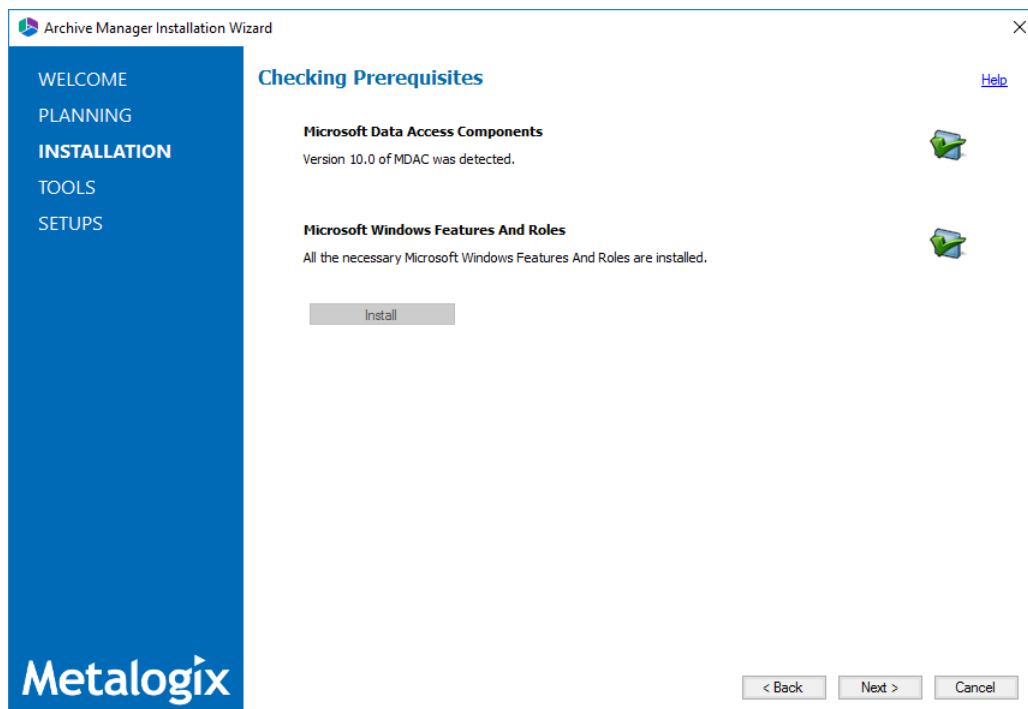 Archive Manager Installation Wizard
WELCOME
PLANNING
INSTALLATION
TOOLS
SETUPS
Metalogix
Checking Prerequisites
Help
Microsoft Data Access Components
Version 10.0 of MDAC was detected.
Microsoft Windows Features And Roles
All the necessary Microsoft Windows Features And Roles are installed.
Install
< Back
Next >
Cancel